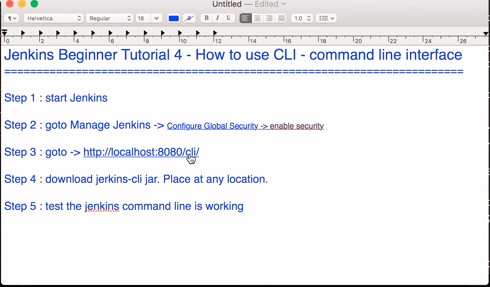 Untitled — Edited
¶ Helvetica Regular 18 a B I U 1.0
0 2 4 6 8 10 12 14 16 18 20 22 24 26
Jenkins Beginner Tutorial 4 - How to use CLI - command line interface
=======================================================================
Step 1 : start Jenkins
Step 2 : goto Manage Jenkins -> Configure Global Security -> enable security
Step 3 : goto -> http://localhost:8080/cli/
Step 4 : download jerkins-cli jar. Place at any location.
Step 5 : test the jenkins command line is working